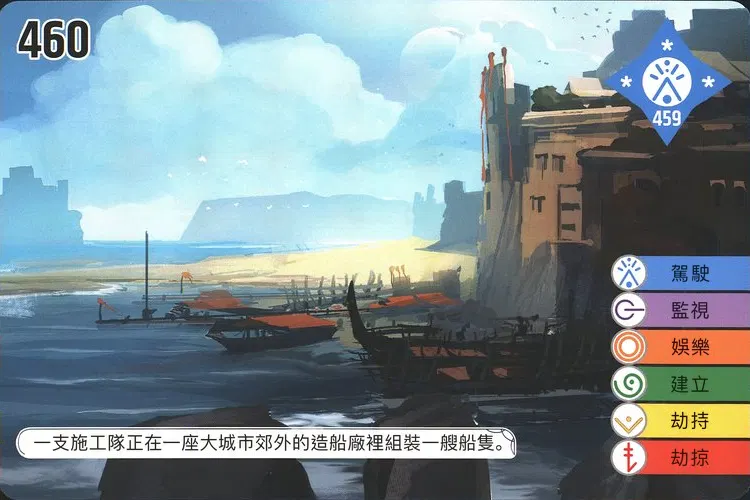 460
* * *
459
駕駛
監視
娛樂
建立
劫持
劫掠
一支施工隊正在一座大城市郊外的造船廠裡組裝一艘船隻。